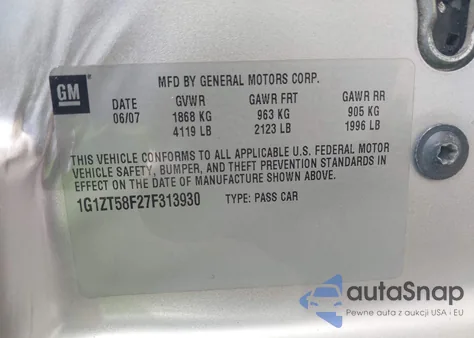 MFD BY GENERAL MOTORS CORP.
GM
DATE GVWR GAWR FRT GAWR RR
06/07 1868 KG 963 KG 905 KG
4119 LB 2123 LB 1996 LB
THIS VEHICLE CONFORMS TO ALL APPLICABLE U.S. FEDERAL MOTOR
VEHICLE SAFETY, BUMPER, AND THEFT PREVENTION STANDARDS IN
EFFECT ON THE DATE OF MANUFACTURE SHOWN ABOVE.
1G1ZT58F27F313930 TYPE: PASS CAR
autoSnap
Pewne auta z aukcji USA i EU